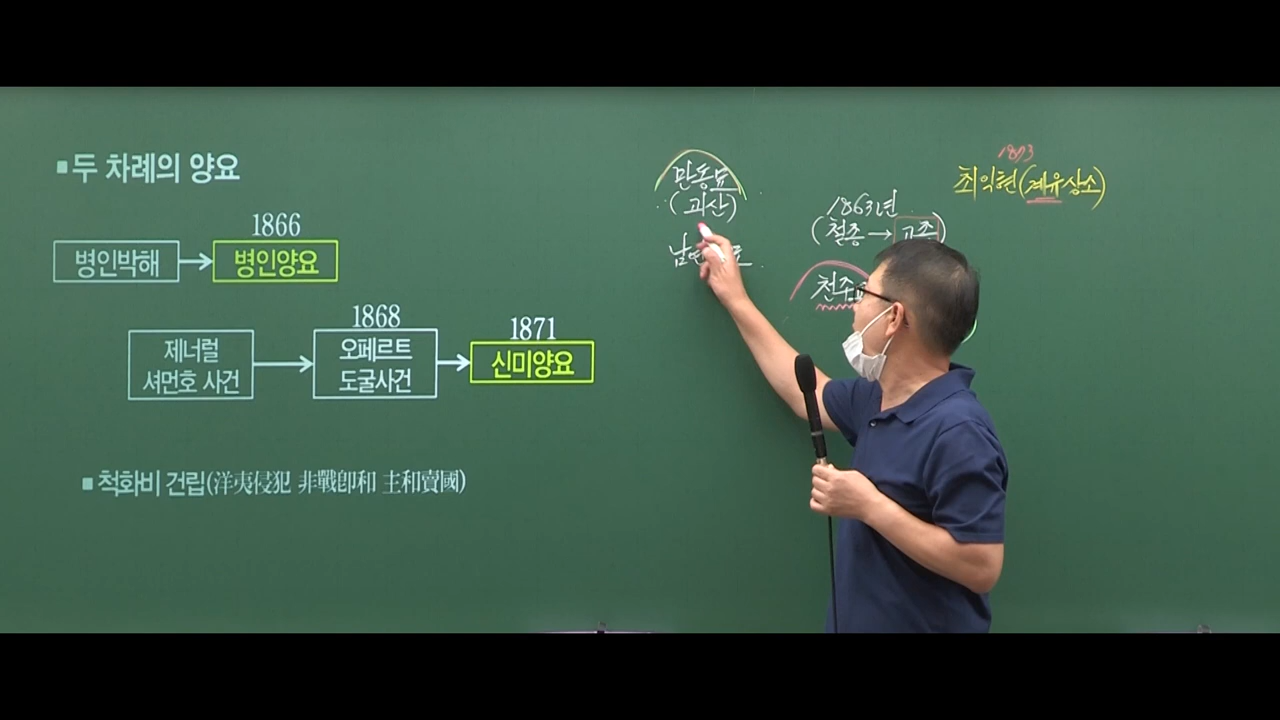 ▪두 차례의 양요
1866
병인박해 → 병인양요
1868
1871
제너럴
셔먼호 사건 →
오페르트
도굴사건 →
신미양요
▪척화비 건립(洋夷侵犯 非戰卽和 主和賣國)
만동묘
(괴산)
1863년
(철종 → 고종)
천주
1873
최익현(계유상소)